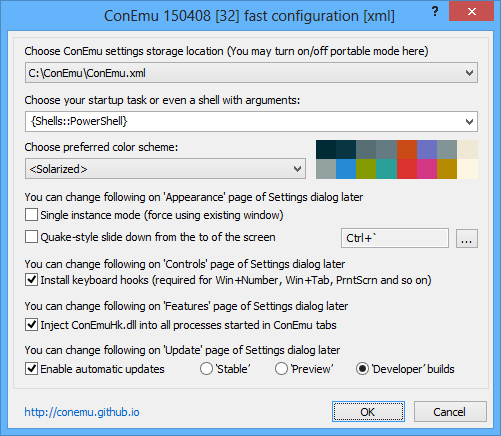 ConEmu 150408 [32] fast configuration [xml]
Choose ConEmu settings storage location (You may turn on/off portable mode here)
C:\ConEmu\ConEmu.xml
Choose your startup task or even a shell with arguments:
{Shells::PowerShell}
Choose preferred color scheme:
<Solarized>
You can change following on 'Appearance' page of Settings dialog later
Single instance mode (force using existing window)
Quake-style slide down from the to of the screen
Ctrl+`
...
You can change following on 'Controls' page of Settings dialog later
Install keyboard hooks (required for Win+Number, Win+Tab, PrntScrn and so on)
You can change following on 'Features' page of Settings dialog later
Inject ConEmuHk.dll into all processes started in ConEmu tabs
You can change following on 'Update' page of Settings dialog later
Enable automatic updates 'Stable' 'Preview' 'Developer' builds
http://conemu.github.io
OK
Cancel